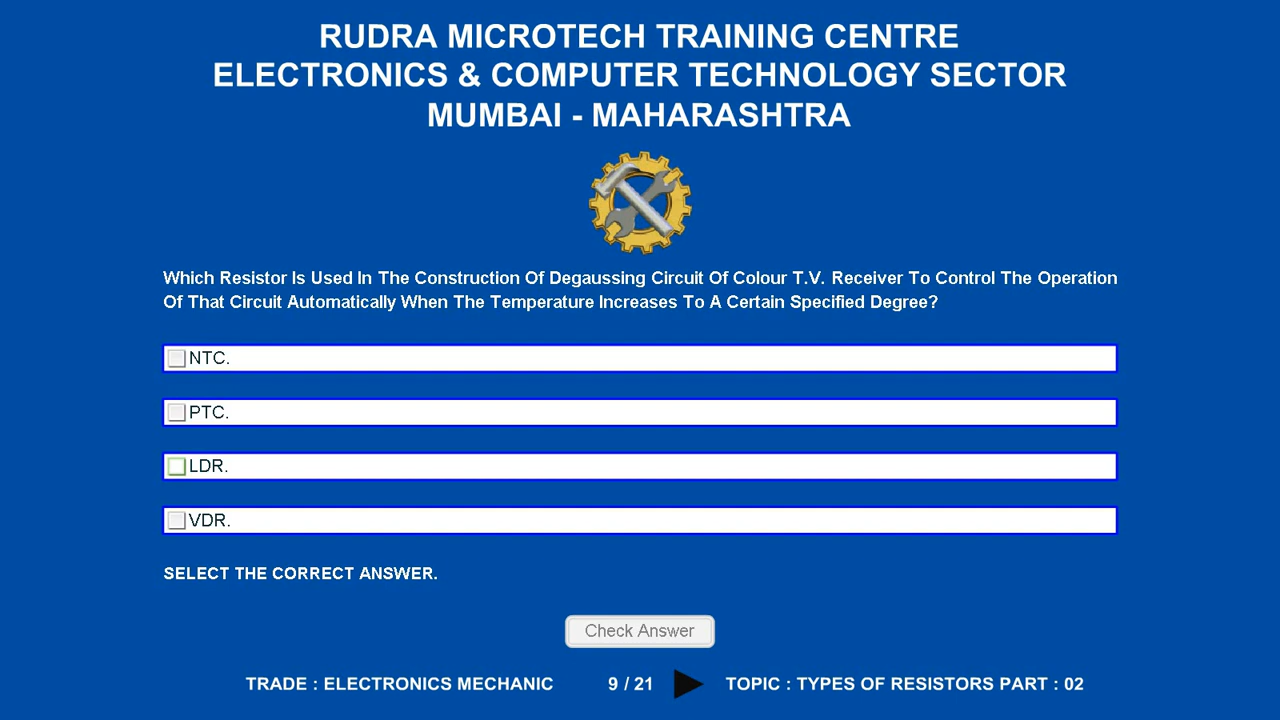 RUDRA MICROTECH TRAINING CENTRE
ELECTRONICS & COMPUTER TECHNOLOGY SECTOR
MUMBAI - MAHARASHTRA
Which Resistor Is Used In The Construction Of Degaussing Circuit Of Colour T.V. Receiver To Control The Operation
Of That Circuit Automatically When The Temperature Increases To A Certain Specified Degree?
NTC.
PTC.
LDR.
VDR.
SELECT THE CORRECT ANSWER.
Check Answer
TRADE : ELECTRONICS MECHANIC 9 / 21 TOPIC : TYPES OF RESISTORS PART : 02